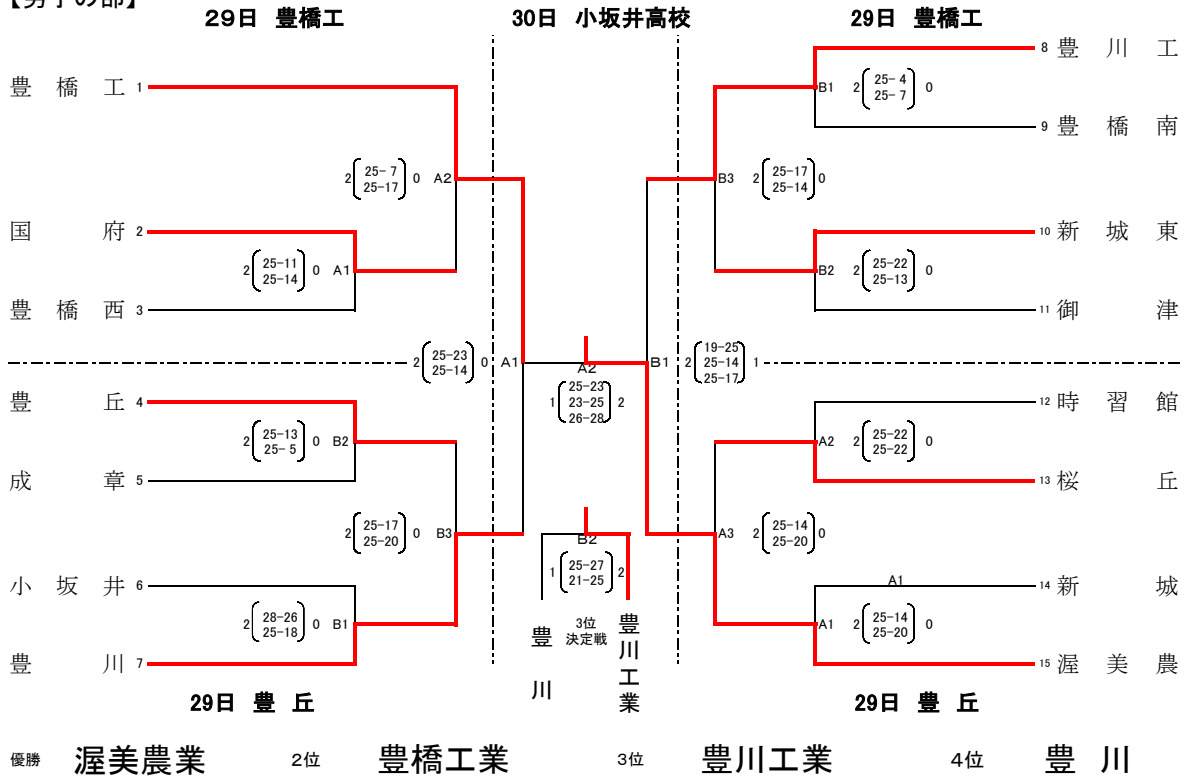 【男子の部】
29日 豊橋工
30日 小坂井高校
29日 豊橋工
豊橋工 1
2 25-7 25-17 0 A2
国府 2
2 25-11 25-14 0 A1
豊橋西 3
2 25-23 25-14 0 A1
豊丘 4
2 25-13 25-5 0 B2
成章 5
2 25-17 25-20 0 B3
小坂井 6
2 28-26 25-18 0 B1
豊川 7
29日 豊丘
A2
1 25-23 23-25 26-28 2
B2
1 25-27 21-25 2
豊川
3位
決定戦
豊川工業
8 豊川工
B1 2 25-4 25-7 0
9 豊橋南
B3 2 25-17 25-14 0
10 新城東
B2 2 25-22 25-13 0
11 御津
B1 2 19-25 25-14 25-17 1
12 時習館
A2 2 25-22 25-22 0
13 桜丘
A3 2 25-14 25-20 0
A1
14 新城
A1 2 25-14 25-20 0
15 渥美農
29日 豊丘
優勝 渥美農業 2位 豊橋工業 3位 豊川工業 4位 豊川